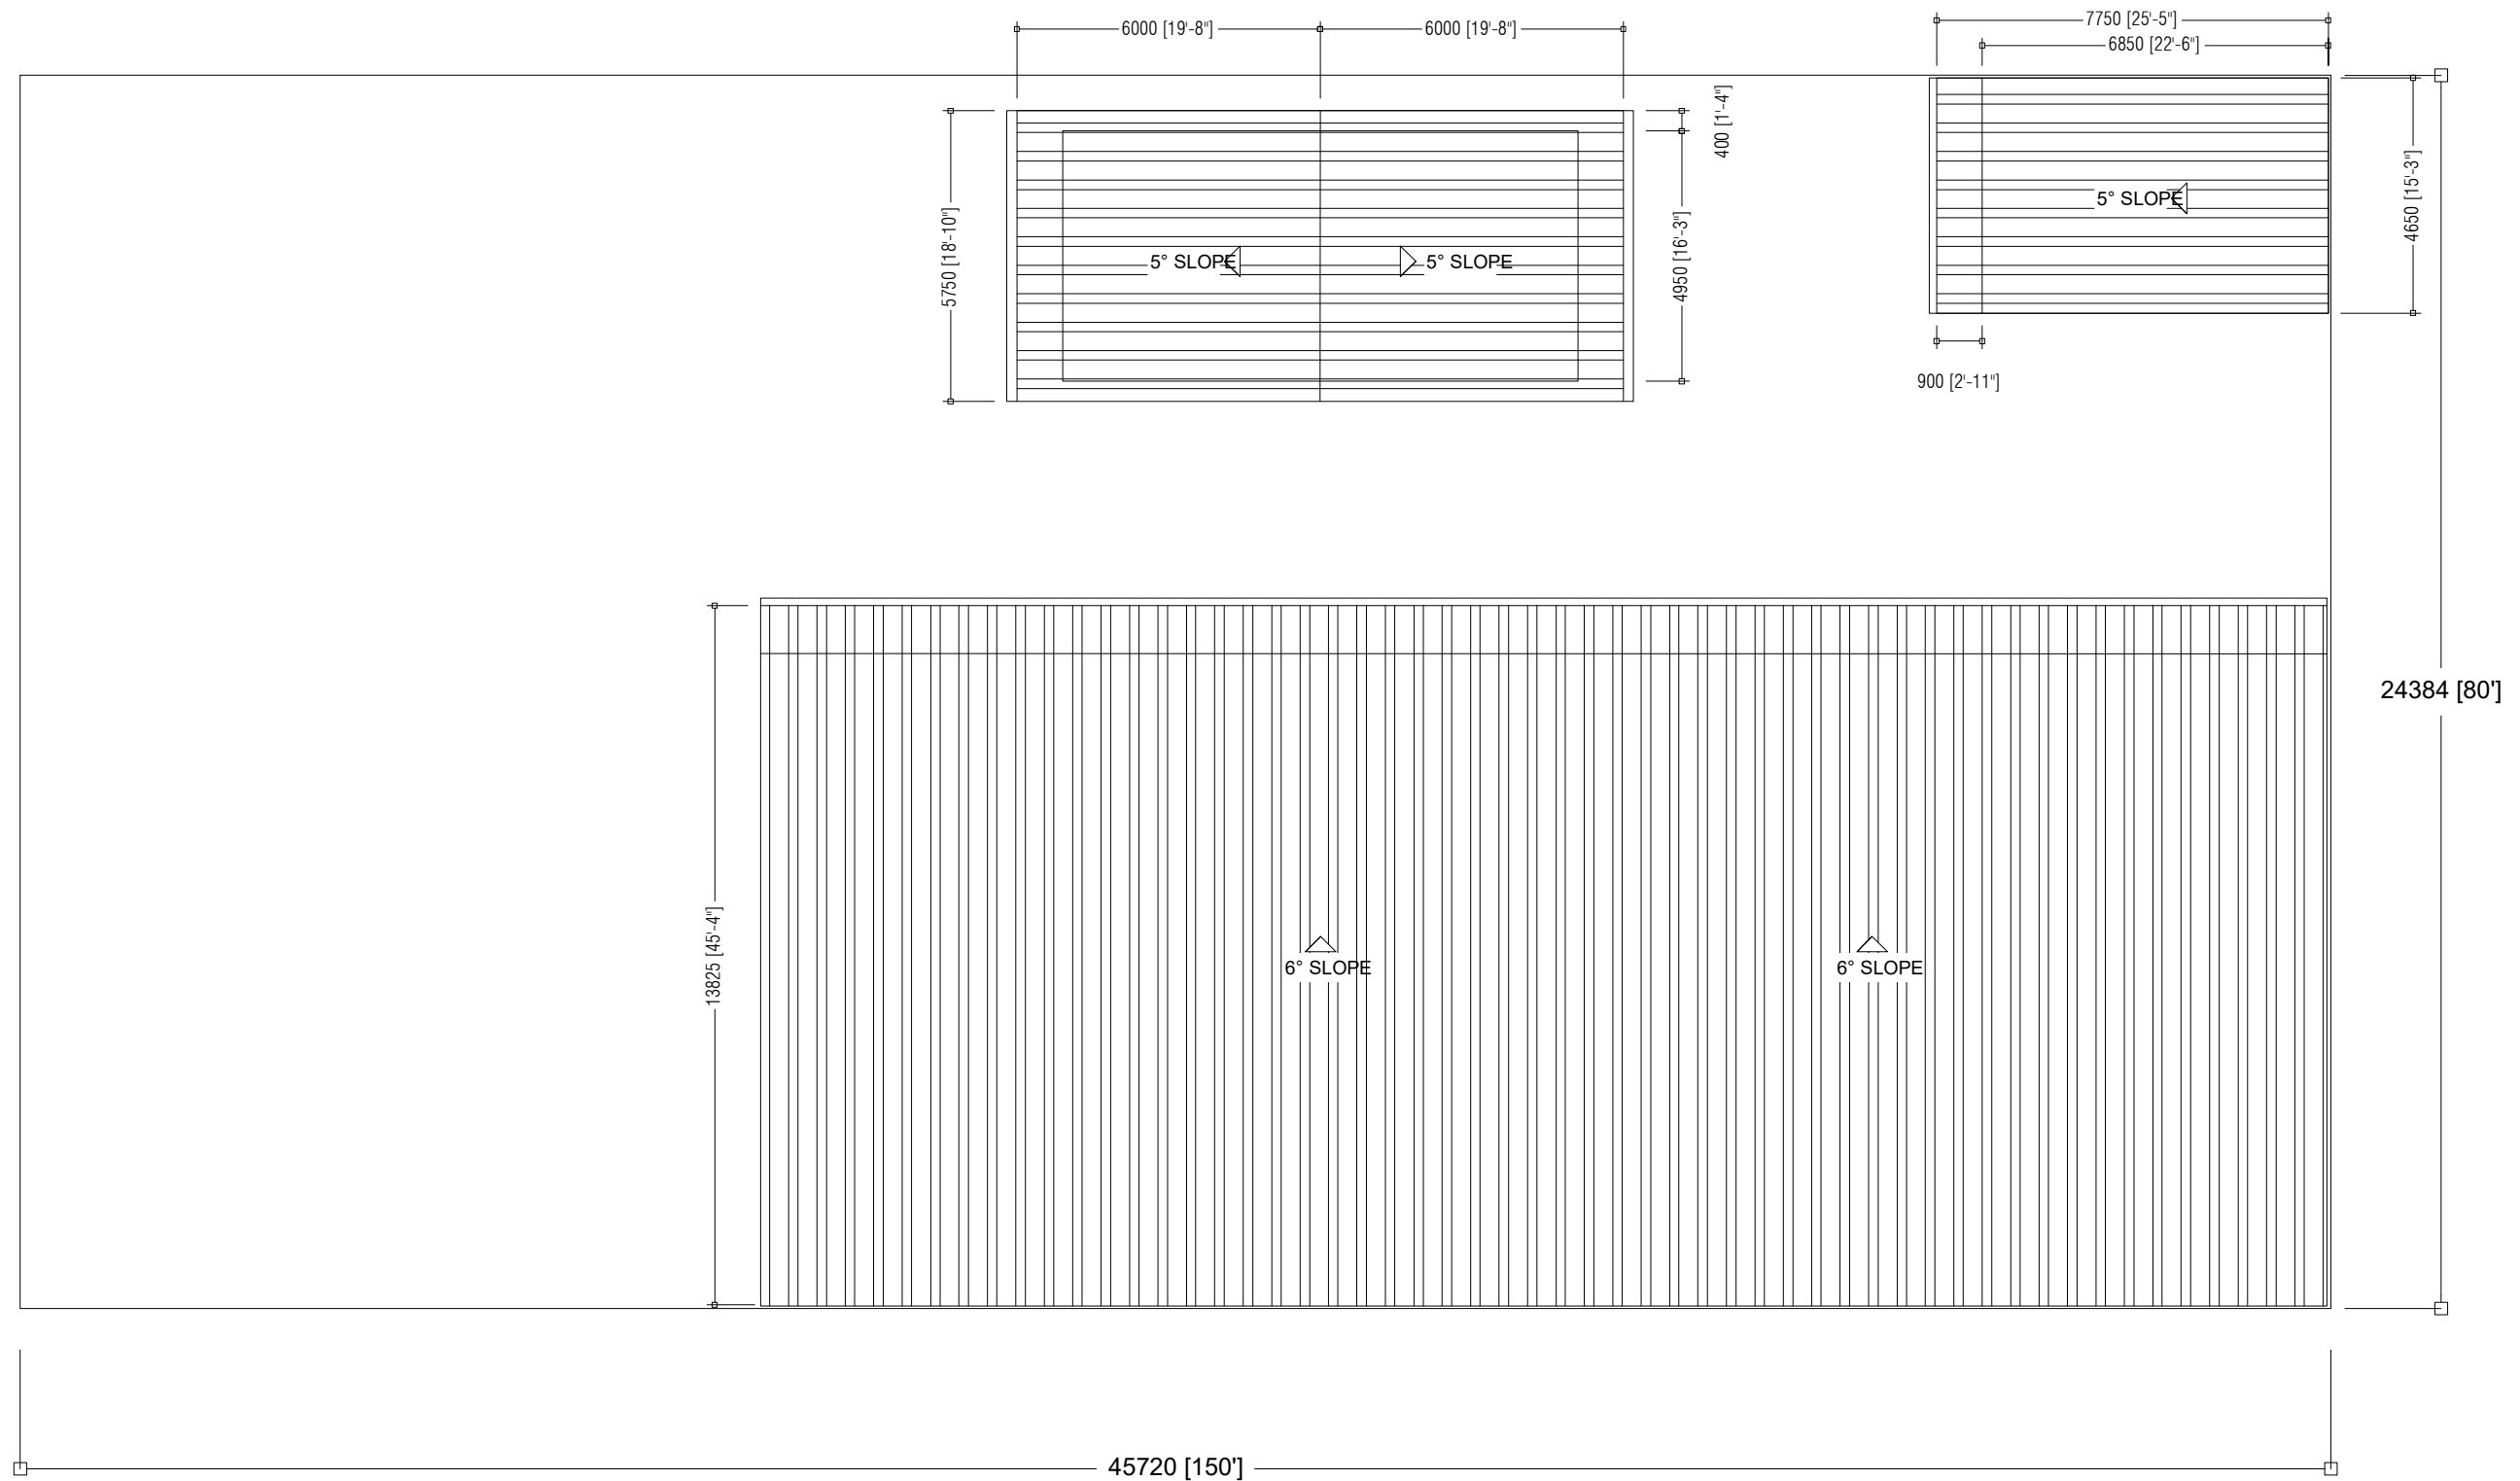 7750 [25'-5"]
6000 [19'-8"]
6000 [19'-8"]
6850 [22'-6"]
400 [1'-4"]
5° SLOPE
4650 [15'-3"]
5750 [18'-10"]
4950 [16'-3"]
5° SLOPE
5° SLOPE
900 [2'-11"]
24384 [80']
13825 [45'-4"]
6° SLOPE
6° SLOPE
45720 [150']